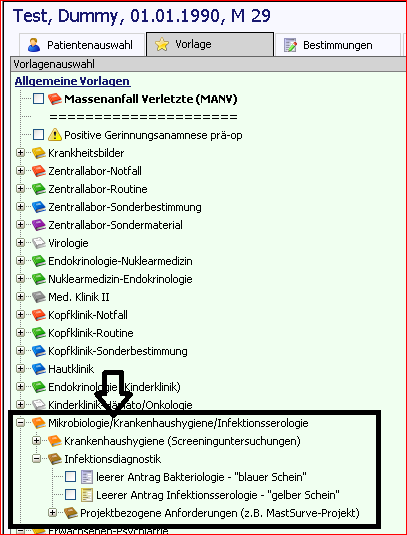 Test, Dummy, 01.01.1990, M 29
Patientenauswahl Vorlage Bestimmungen
Vorlagenauswahl
Allgemeine Vorlagen
Massenanfall Verletzte (MANV)
=====================
Positive Gerinnungsanamnese prä-op
Krankheitsbilder
Zentrallabor-Notfall
Zentrallabor-Routine
Zentrallabor-Sonderbestimmung
Zentrallabor-Sondermaterial
Virologie
Endokrinologie-Nuklearmedizin
Nuklearmedizin-Endokrinologie
Med. Klinik II
Kopfklinik-Notfall
Kopfklinik-Routine
Kopfklinik-Sonderbestimmung
Hautklinik
Endokrinologie (Kinderklinik)
Kinderklinik-Hämato/Onkologie
Mikrobiologie/Krankenhaushygiene/Infektionsserologie
Krankenhaushygiene (Screeninguntersuchungen)
Infektionsdiagnostik
leerer Antrag Bakteriologie - "blauer Schein"
Leerer Antrag Infektionsserologie - "gelber Schein"
Projektbezogene Anforderungen (z.B. MastSurve-Projekt)
Erwachsenen-Psychiatrie